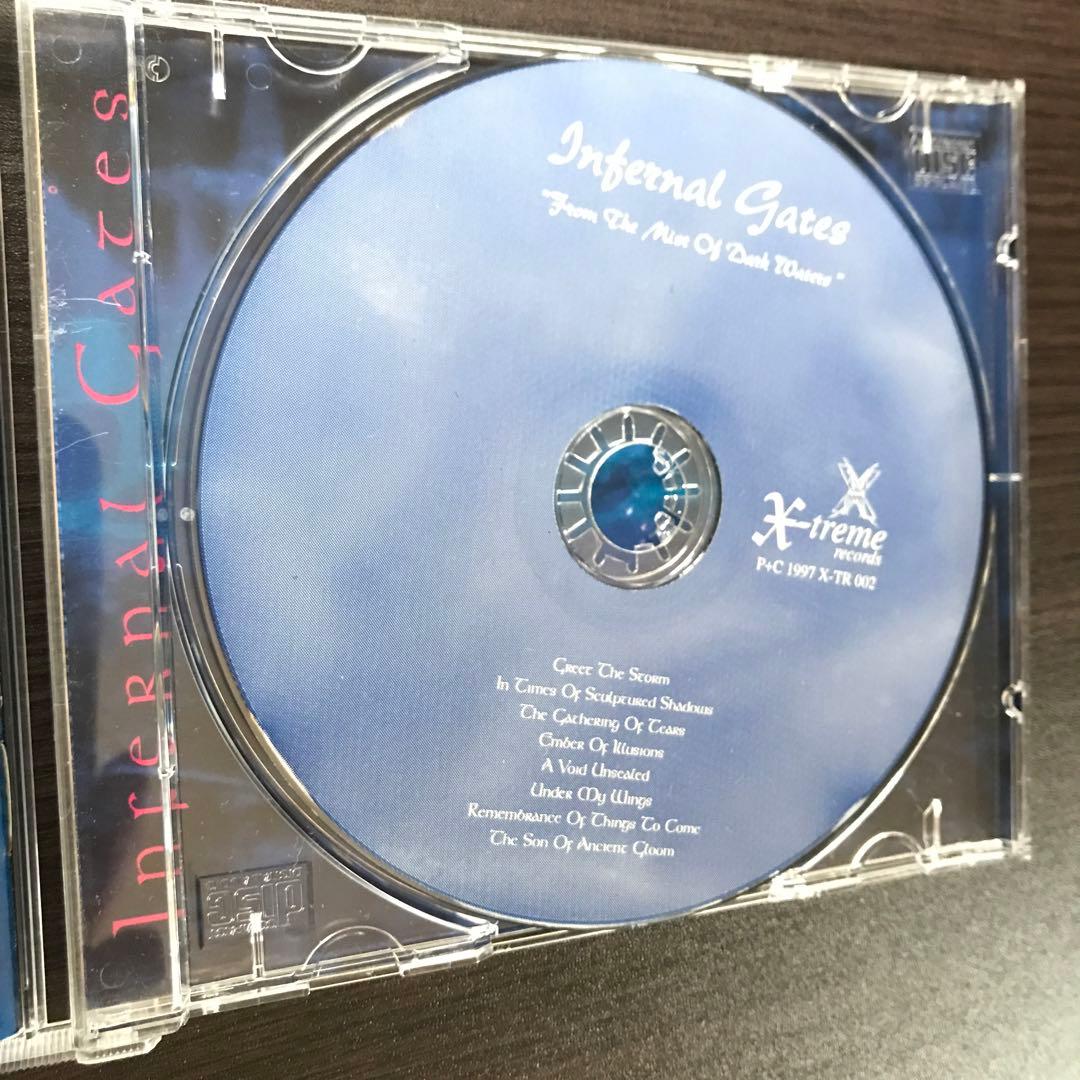 Infernal Gates
Infernal Gates
"From The Mist Of Dark Waters"
X-treme
records
P+C 1997 X-TR 002
Greet The Storm
In Times Of Sculptured Shadows
The Gathering Of Tears
Ember Of Illusions
A Void Unsealed
Under My Wings
Remembrance Of Things To Come
The Son Of Ancient Gloom
disc
disc